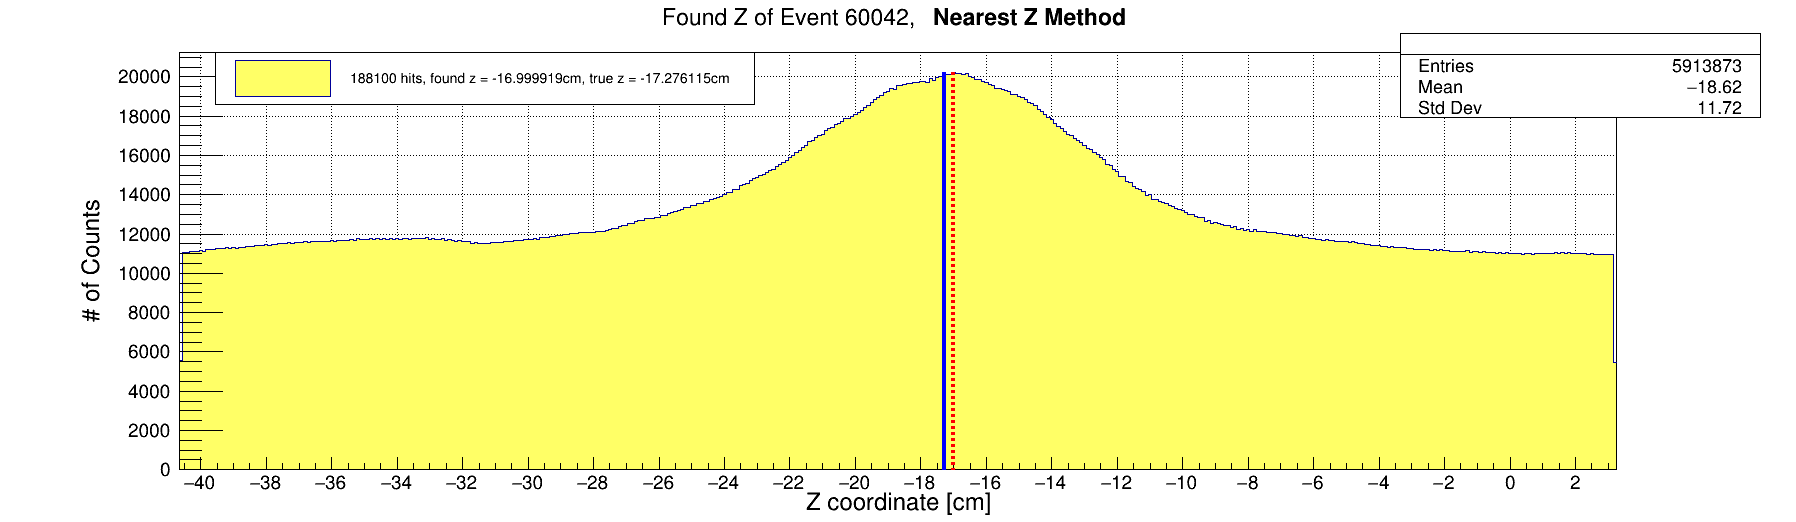 Found Z of Event 60042, Nearest Z Method
188100 hits, found z = -16.999919cm, true z = -17.276115cm
Entries 5913873
Mean −18.62
Std Dev 11.72
# of Counts
20000
18000
16000
14000
12000
10000
8000
6000
4000
2000
0
−40 −38 −36 −34 −32 −30 −28 −26 −24 −22 −20 −18 −16 −14 −12 −10 −8 −6 −4 −2 0 2
Z coordinate [cm]